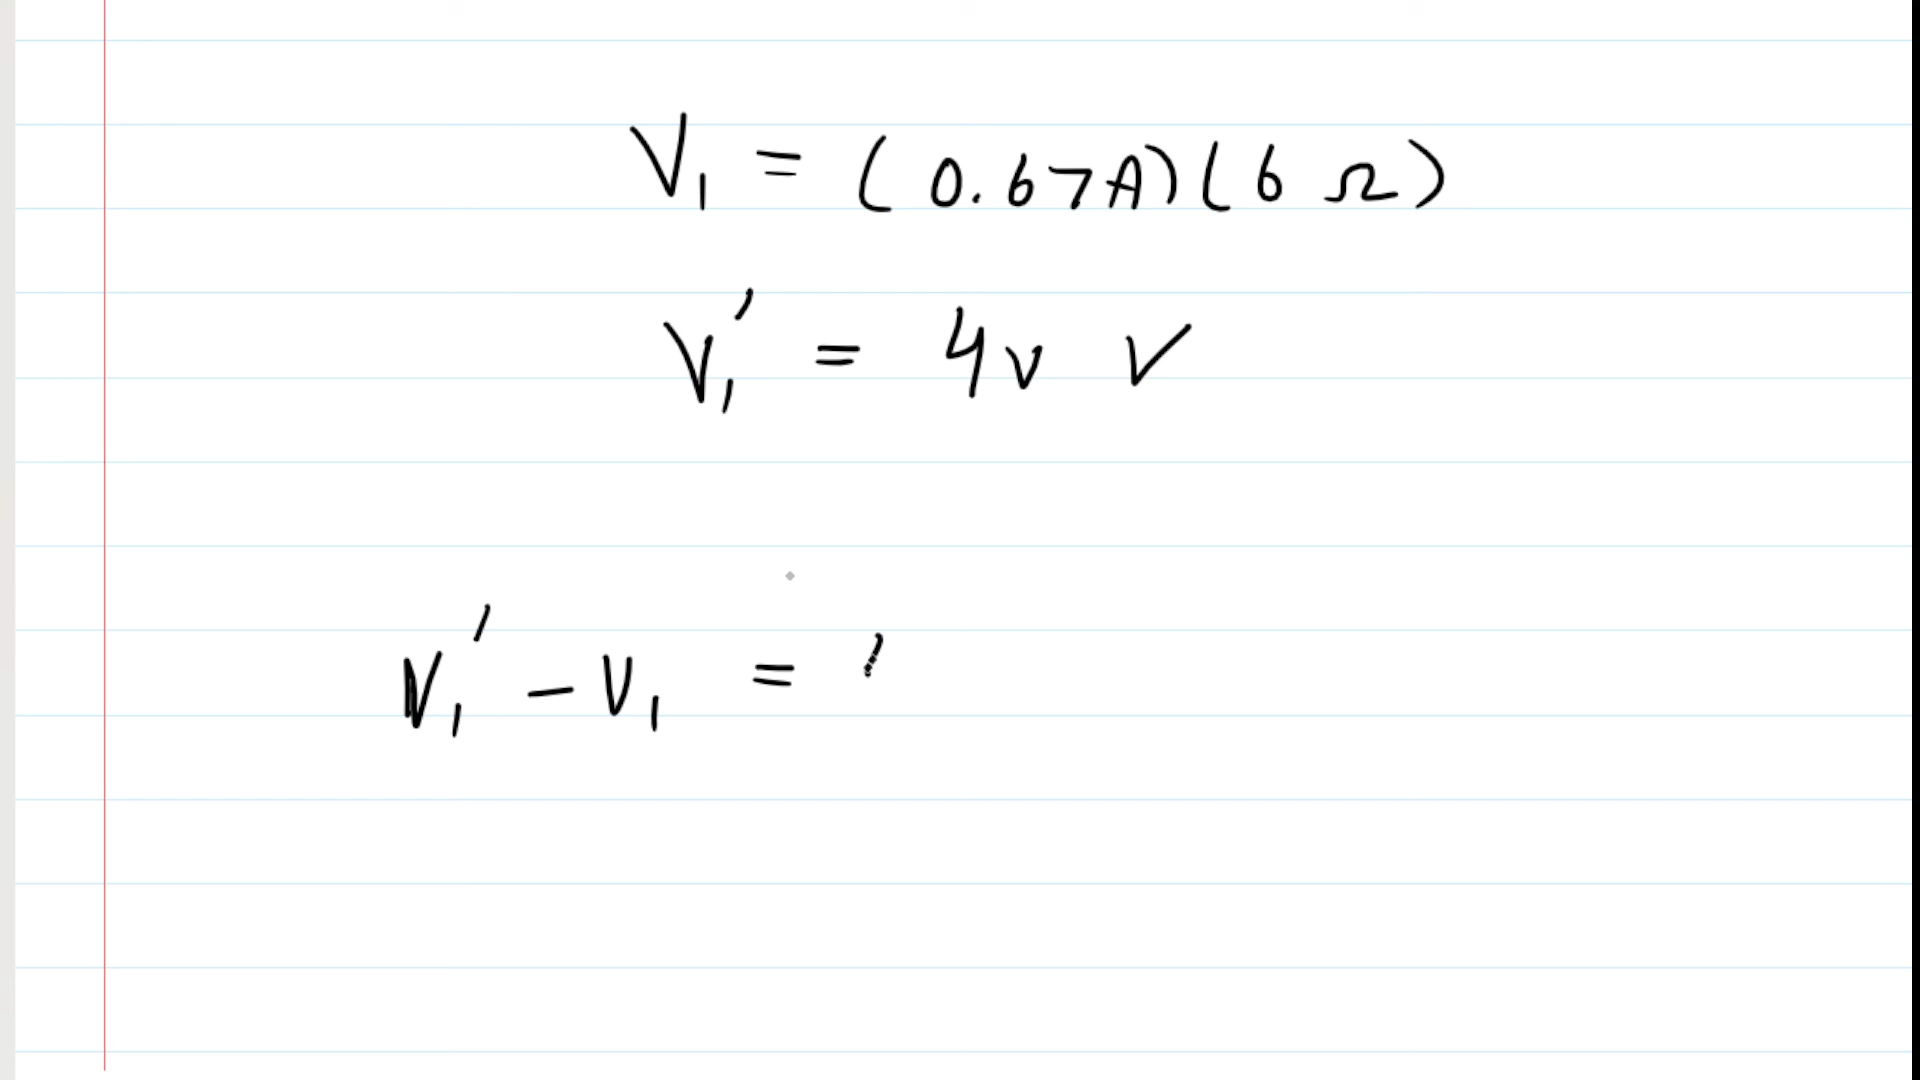 V₁ = (0.67A)(6 Ω)
V₁' = 4v ✓
V₁' - V₁ =